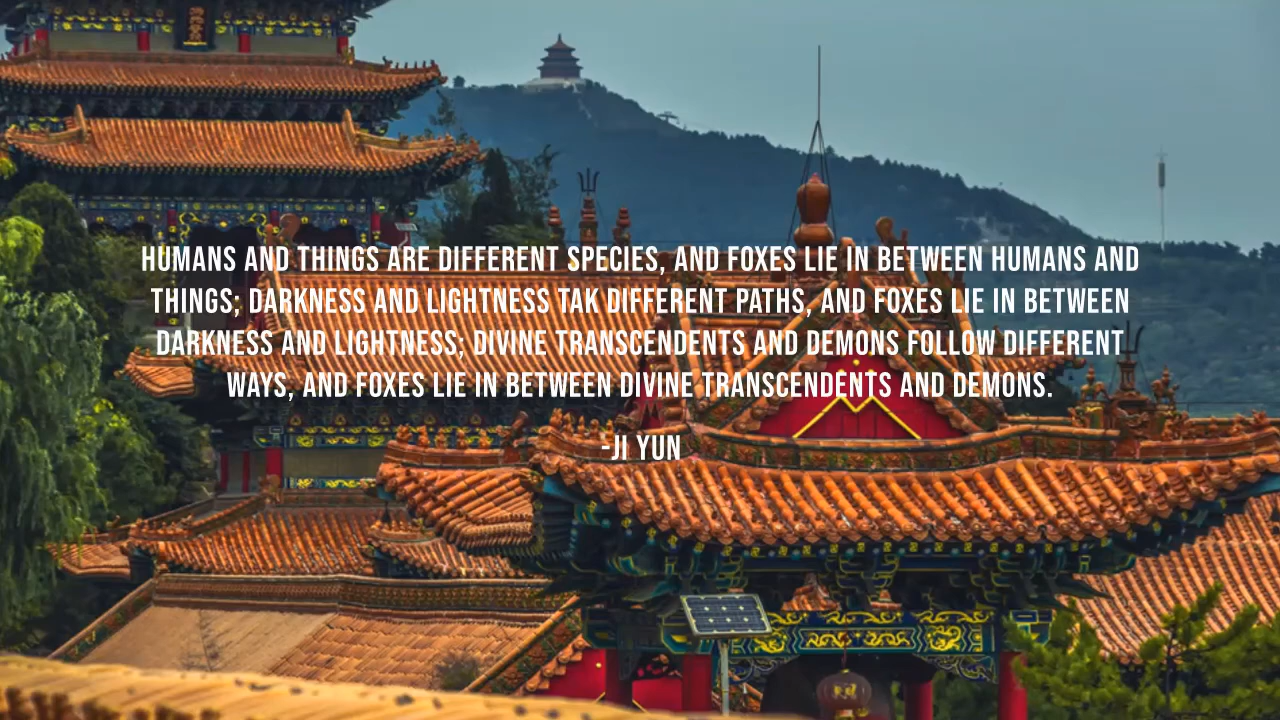 HUMANS AND THINGS ARE DIFFERENT SPECIES, AND FOXES LIE IN BETWEEN HUMANS AND
THINGS; DARKNESS AND LIGHTNESS TAK DIFFERENT PATHS, AND FOXES LIE IN BETWEEN
DARKNESS AND LIGHTNESS; DIVINE TRANSCENDENTS AND DEMONS FOLLOW DIFFERENT
WAYS, AND FOXES LIE IN BETWEEN DIVINE TRANSCENDENTS AND DEMONS.
-JI YUN